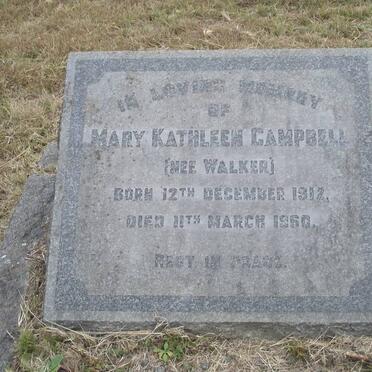 IN LOVING MEMORY
OF
MARY KATHLEEN CAMPBELL
(NEE WALKER)
BORN 12TH DECEMBER 1912.
DIED 11TH MARCH 1960.
REST IN PEACE.